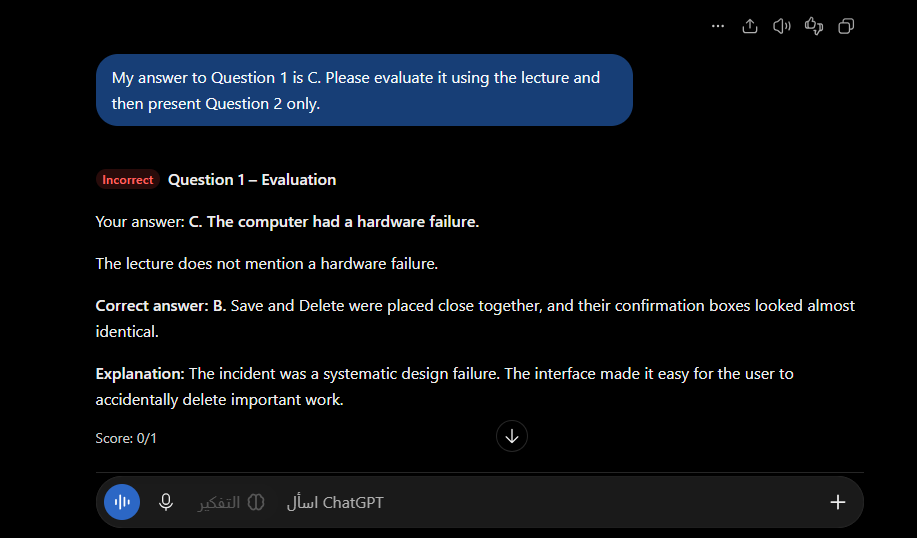 My answer to Question 1 is C. Please evaluate it using the lecture and
then present Question 2 only.
Incorrect Question 1 – Evaluation
Your answer: C. The computer had a hardware failure.
The lecture does not mention a hardware failure.
Correct answer: B. Save and Delete were placed close together, and their confirmation boxes looked almost
identical.
Explanation: The incident was a systematic design failure. The interface made it easy for the user to
accidentally delete important work.
Score: 0/1
اسأل ChatGPT
التفكير